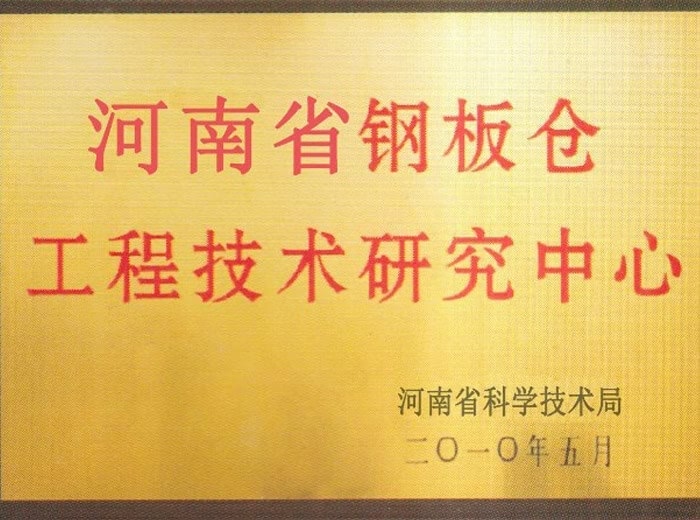 河南省钢板仓
工程技术研究中心
河南省科学技术局
二〇一〇年五月